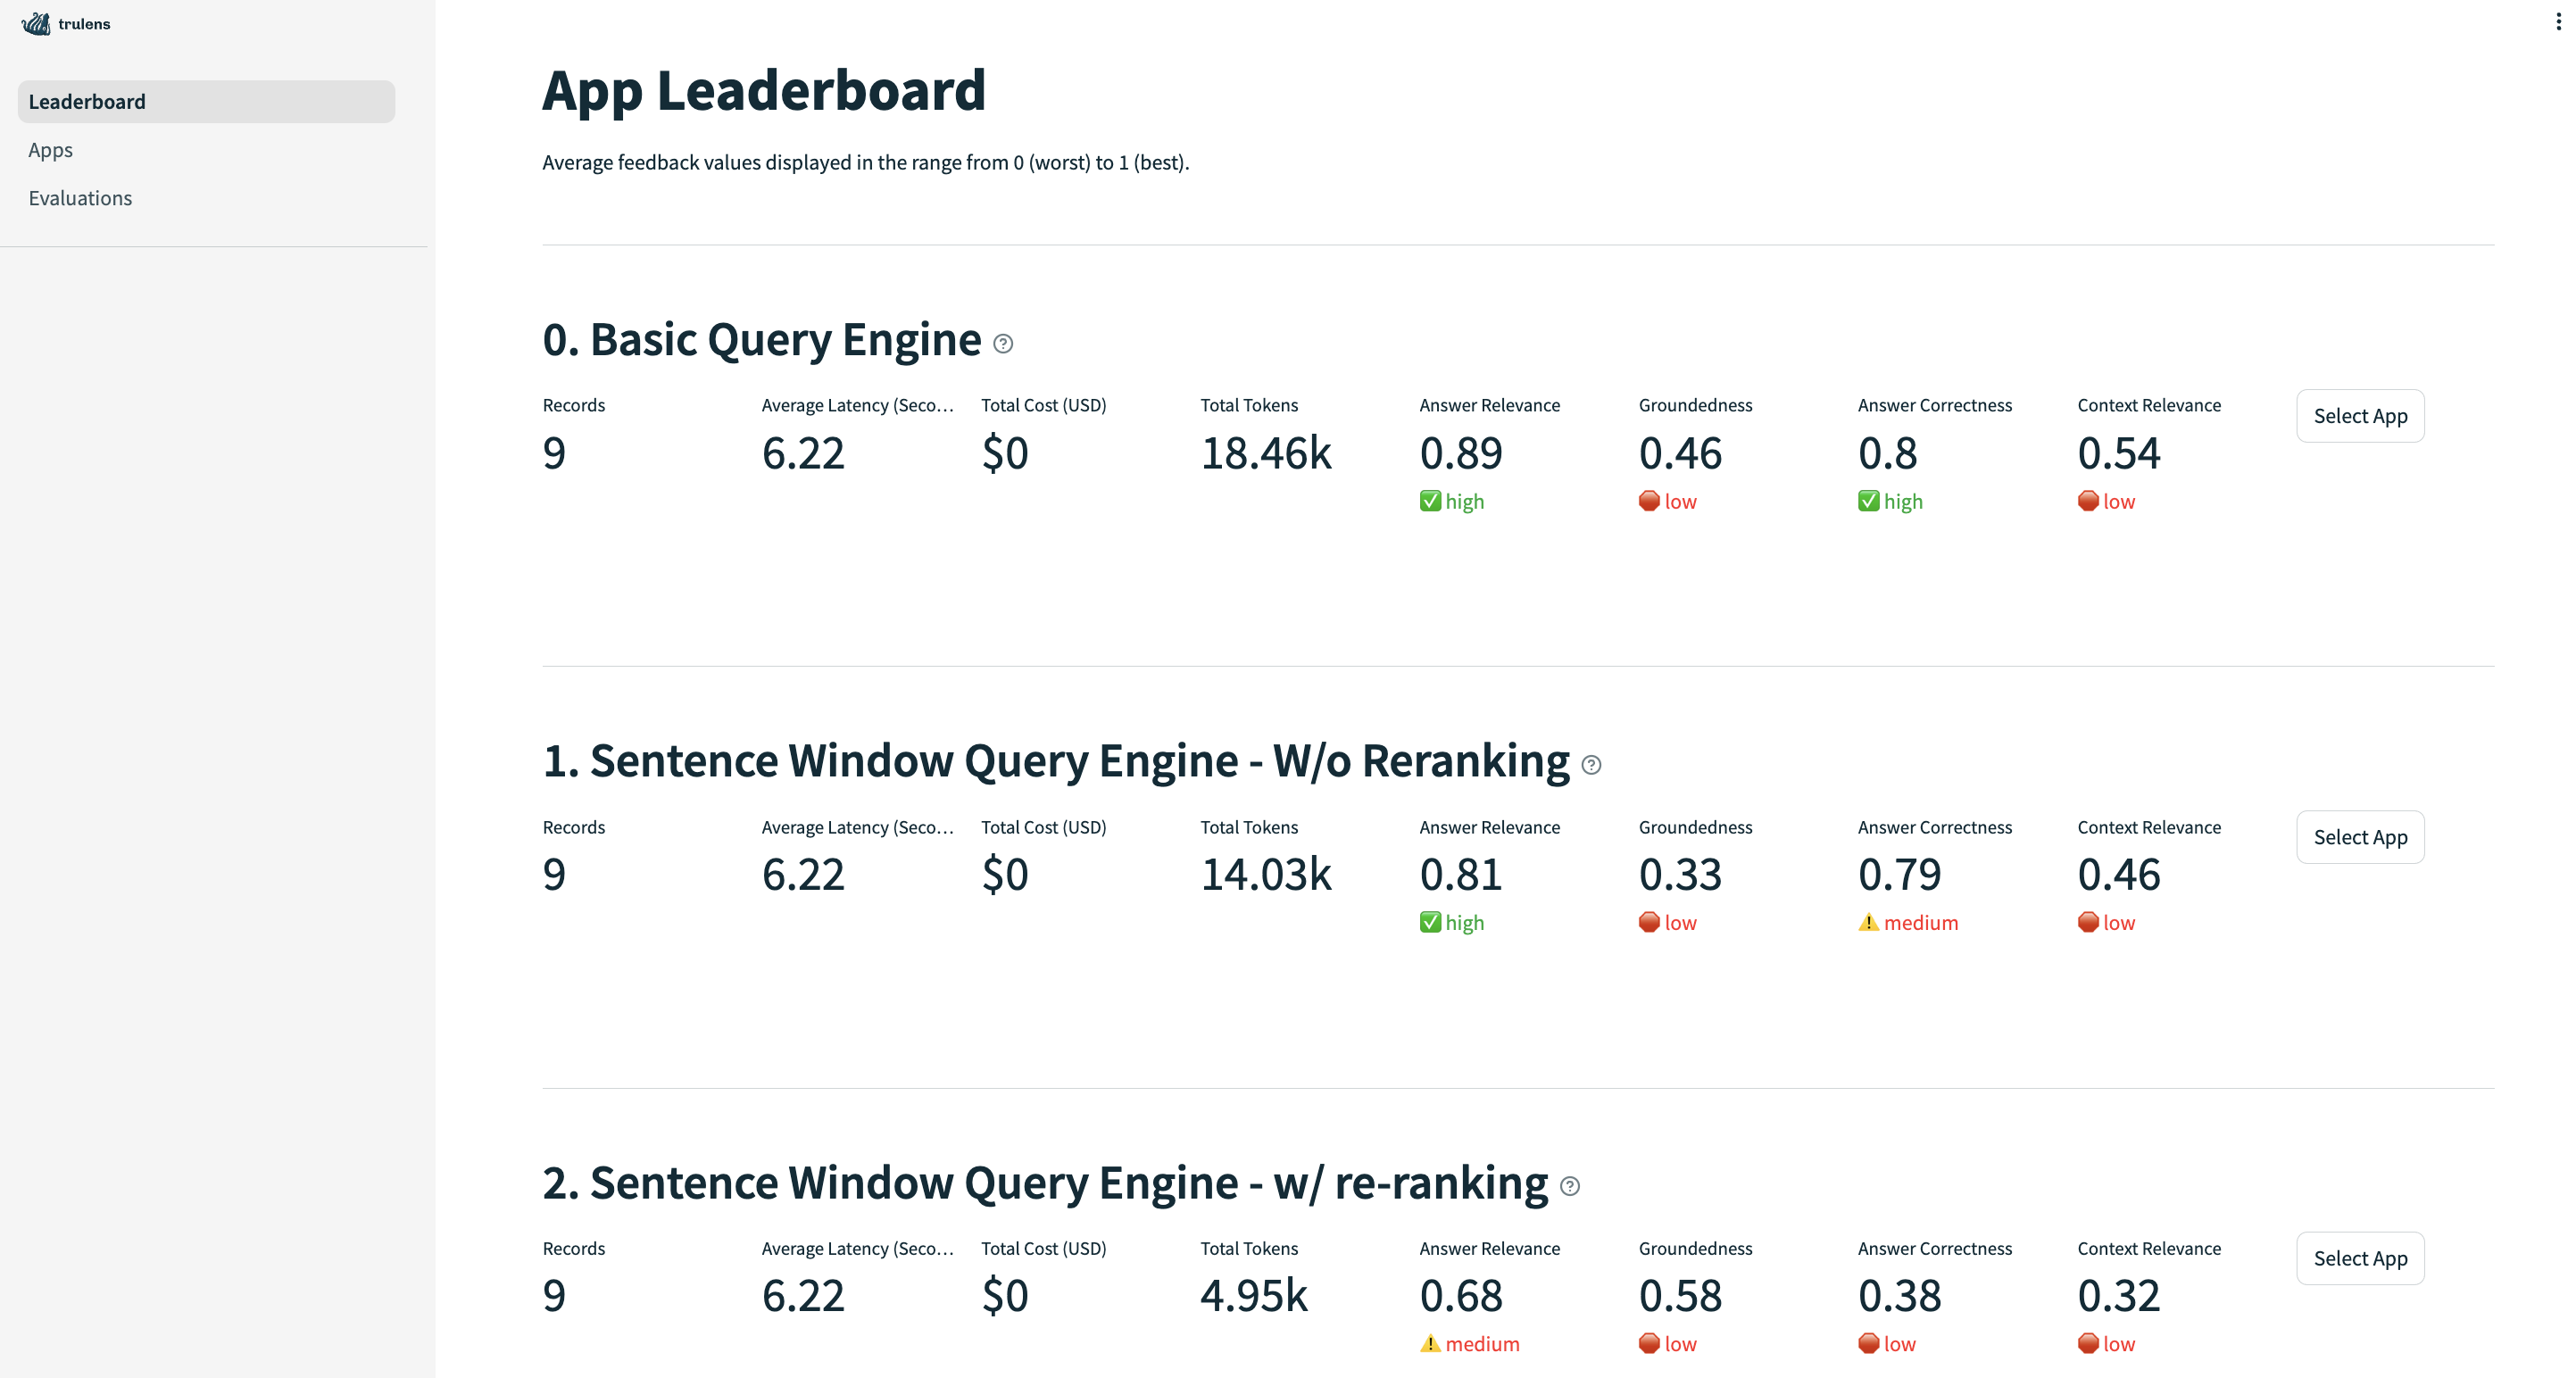 trulens
Leaderboard
Apps
Evaluations
App Leaderboard
Average feedback values displayed in the range from 0 (worst) to 1 (best).
0. Basic Query Engine
Records Average Latency (Seco... Total Cost (USD) Total Tokens Answer Relevance Groundedness Answer Correctness Context Relevance Select App
9 6.22 $0 18.46k 0.89 0.46 0.8 0.54
high low high low
1. Sentence Window Query Engine - W/o Reranking
Records Average Latency (Seco... Total Cost (USD) Total Tokens Answer Relevance Groundedness Answer Correctness Context Relevance Select App
9 6.22 $0 14.03k 0.81 0.33 0.79 0.46
high low medium low
2. Sentence Window Query Engine - w/ re-ranking
Records Average Latency (Seco... Total Cost (USD) Total Tokens Answer Relevance Groundedness Answer Correctness Context Relevance Select App
9 6.22 $0 4.95k 0.68 0.58 0.38 0.32
medium low low low